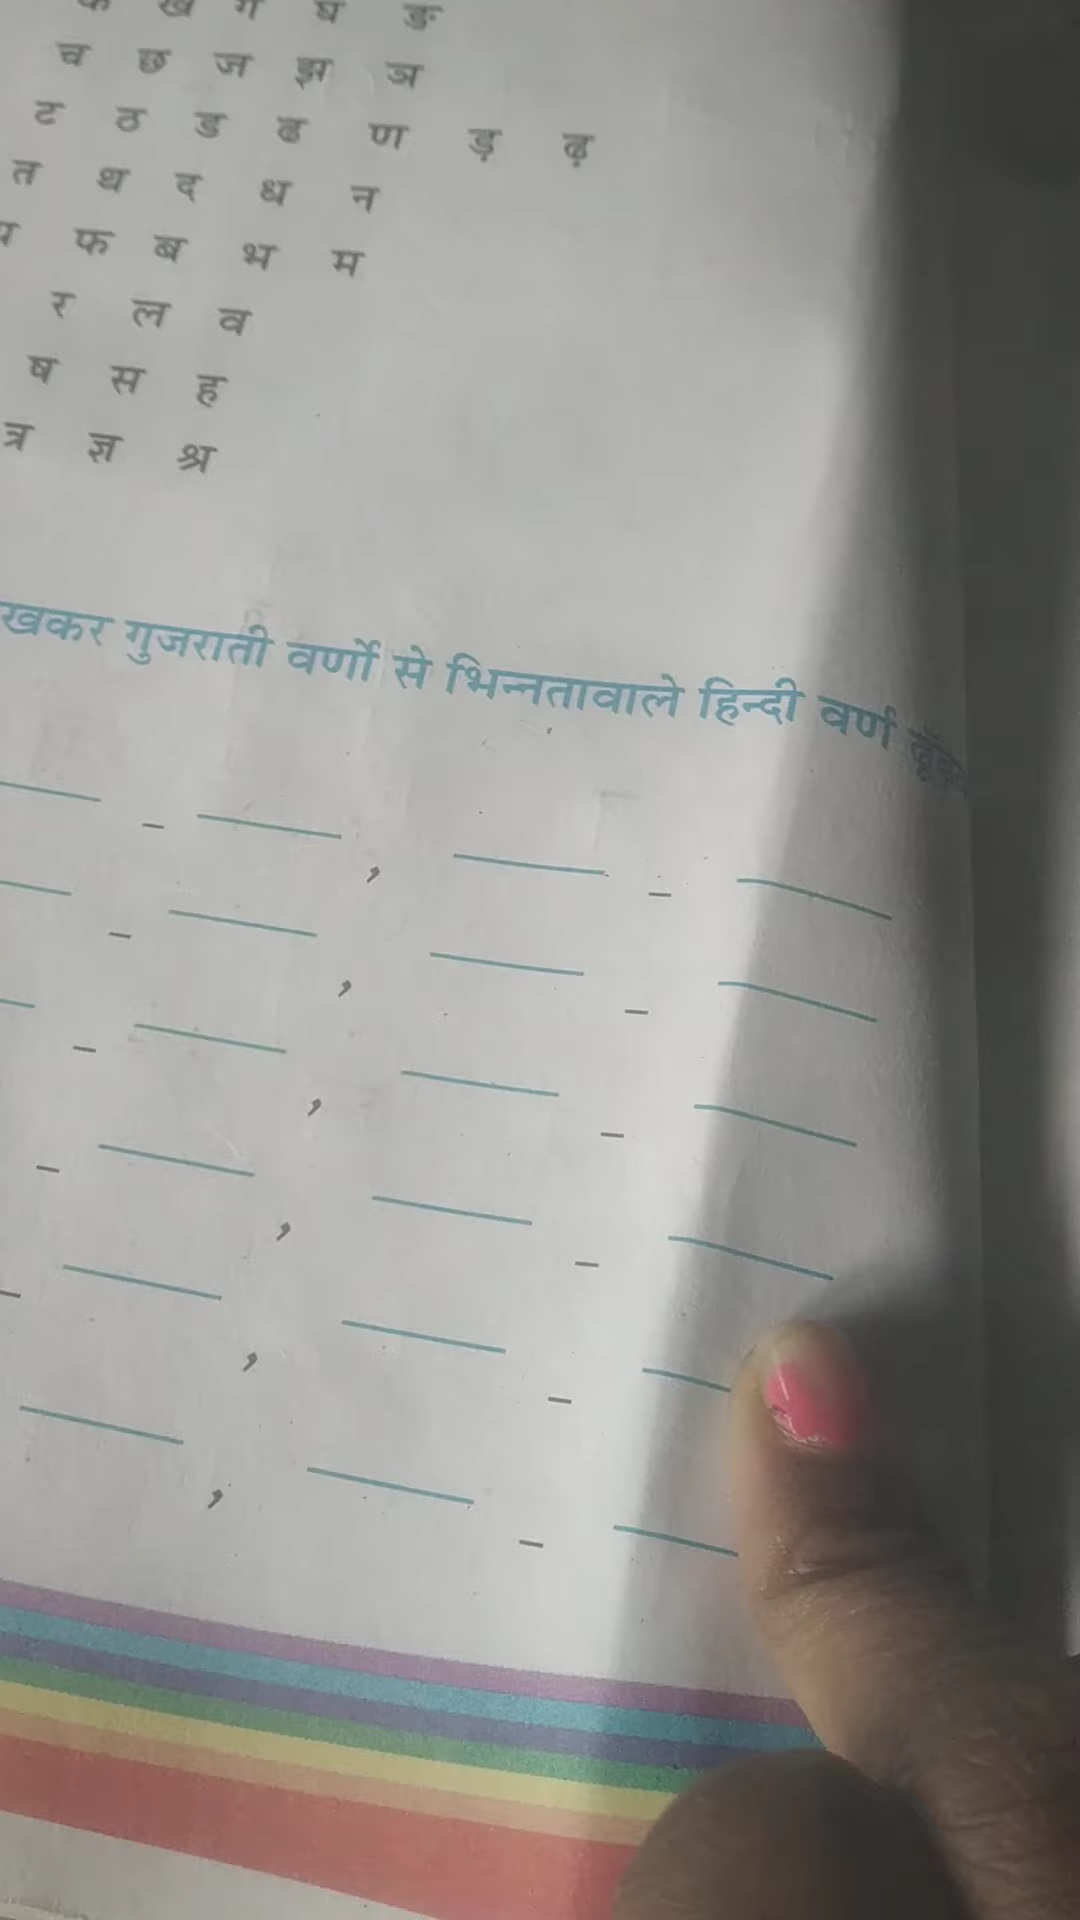 ख ग घ ङ
च छ ज झ ञ
ट ठ ड ढ ण ड़ ढ़
त थ द ध न
फ ब भ म
र ल व
ष स ह
त्र ज्ञ श्र
खकर गुजराती वर्णों से भिन्नतावाले हिन्दी वर्ण
_ - _ , _ - _
_ - _ , _ - _
_ - _ , _ - _
- _ , _ - _
- _ , _ - _
_ , _ - _